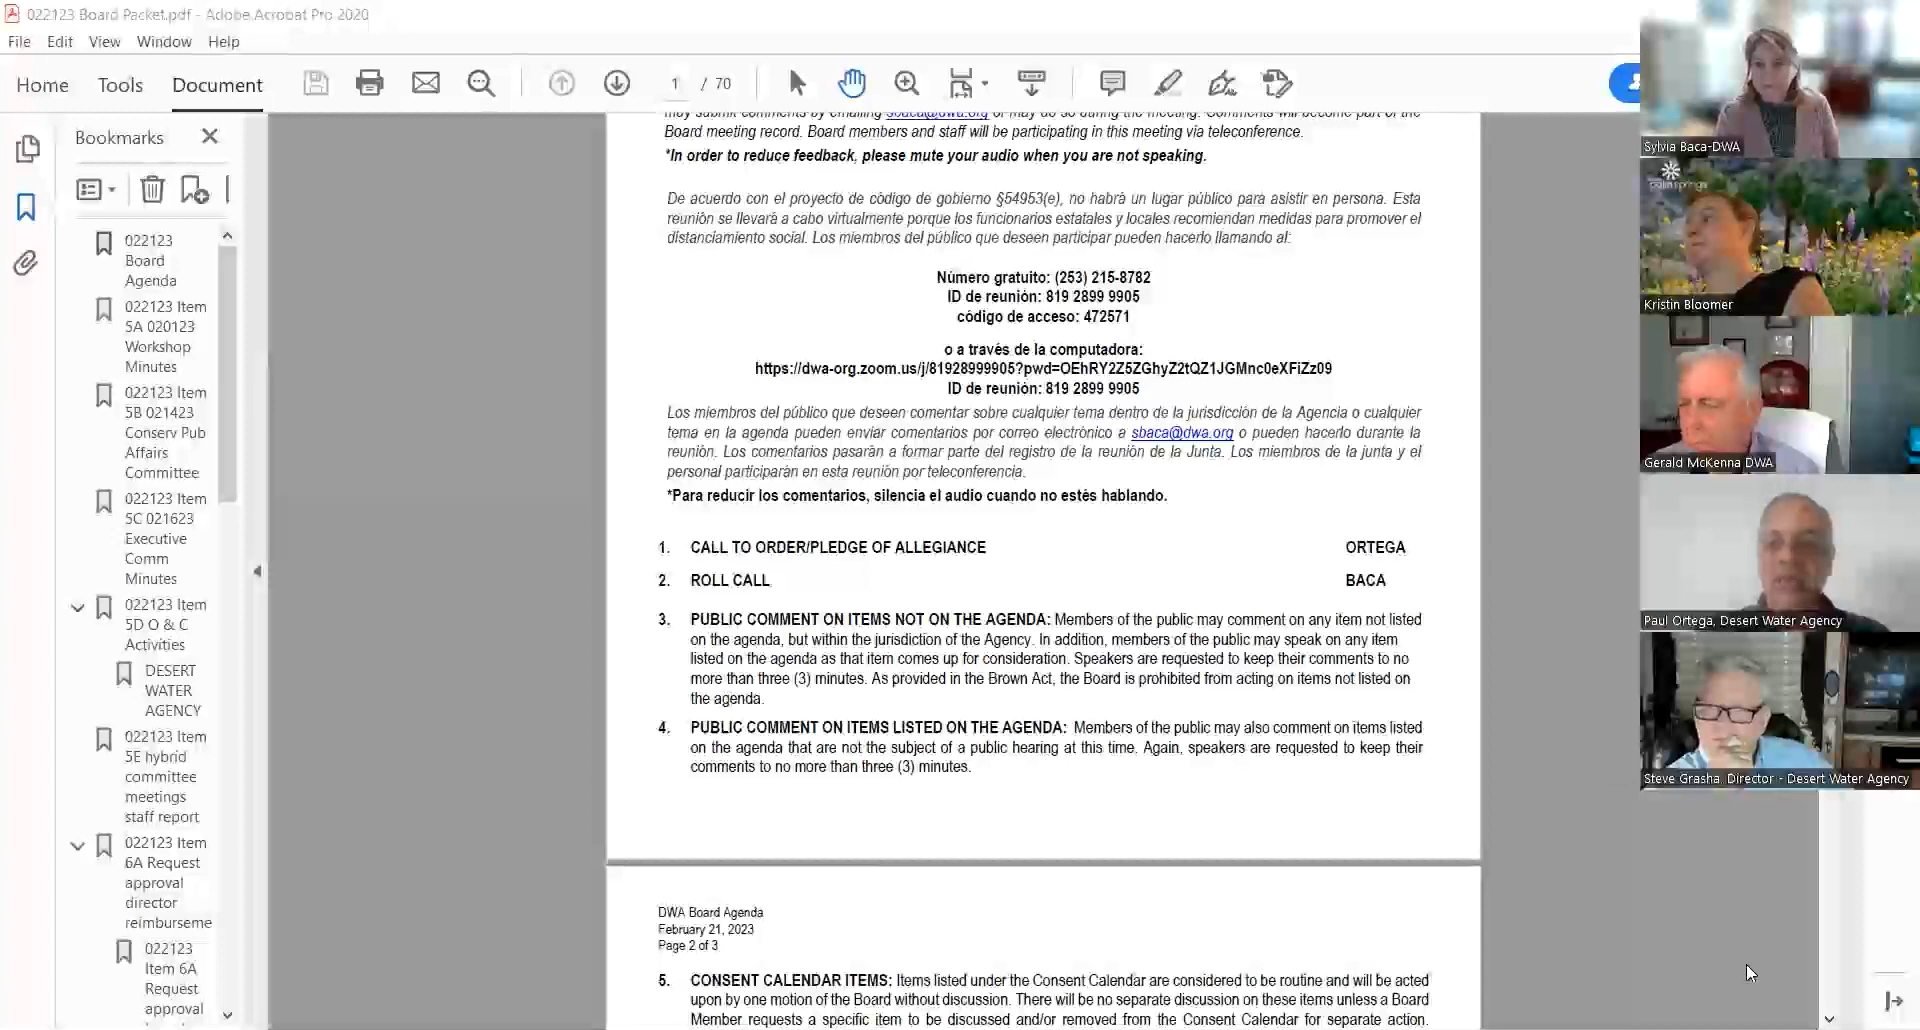 022123 Board Packet.pdf - Adobe Acrobat Pro 2020
File Edit View Window Help
Home Tools Document
1 / 70
Bookmarks
022123
Board
Agenda
022123 Item
5A 020123
Workshop
Minutes
022123 Item
5B 021423
Conserv Pub
Affairs
Committee
022123 Item
5C 021623
Executive
Comm
Minutes
022123 Item
5D O & C
Activities
DESERT
WATER
AGENCY
022123 Item
5E hybrid
committee
meetings
staff report
022123 Item
6A Request
approval
director
reimburseme
022123
Item 6A
Request
approval
may submit comments by emailing sbaca@dwa.org or may do so during the meeting. Comments will become part of the
Board meeting record. Board members and staff will be participating in this meeting via teleconference.
*In order to reduce feedback, please mute your audio when you are not speaking.
De acuerdo con el proyecto de código de gobierno §54953(e), no habrá un lugar público para asistir en persona. Esta
reunión se llevará a cabo virtualmente porque los funcionarios estatales y locales recomiendan medidas para promover el
distanciamiento social. Los miembros del público que deseen participar pueden hacerlo llamando al:
Número gratuito: (253) 215-8782
ID de reunión: 819 2899 9905
código de acceso: 472571
o a través de la computadora:
https://dwa-org.zoom.us/j/81928999905?pwd=OEhRY2Z5ZGhyZ2tQZ1JGMnc0eXFiZz09
ID de reunión: 819 2899 9905
Los miembros del público que deseen comentar sobre cualquier tema dentro de la jurisdicción de la Agencia o cualquier
tema en la agenda pueden enviar comentarios por correo electrónico a sbaca@dwa.org o pueden hacerlo durante la
reunión. Los comentarios pasarán a formar parte del registro de la reunión de la Junta. Los miembros de la junta y el
personal participarán en esta reunión por teleconferencia.
*Para reducir los comentarios, silencia el audio cuando no estés hablando.
1. CALL TO ORDER/PLEDGE OF ALLEGIANCE ORTEGA
2. ROLL CALL BACA
3. PUBLIC COMMENT ON ITEMS NOT ON THE AGENDA: Members of the public may comment on any item not listed
on the agenda, but within the jurisdiction of the Agency. In addition, members of the public may speak on any item
listed on the agenda as that item comes up for consideration. Speakers are requested to keep their comments to no
more than three (3) minutes. As provided in the Brown Act, the Board is prohibited from acting on items not listed on
the agenda.
4. PUBLIC COMMENT ON ITEMS LISTED ON THE AGENDA: Members of the public may also comment on items listed
on the agenda that are not the subject of a public hearing at this time. Again, speakers are requested to keep their
comments to no more than three (3) minutes.
DWA Board Agenda
February 21, 2023
Page 2 of 3
5. CONSENT CALENDAR ITEMS: Items listed under the Consent Calendar are considered to be routine and will be acted
upon by one motion of the Board without discussion. There will be no separate discussion on these items unless a Board
Member requests a specific item to be discussed and/or removed from the Consent Calendar for separate action.
Sylvia Baca-DWA
palm springs
Kristin Bloomer
Gerald McKenna DWA
Paul Ortega, Desert Water Agency
Steve Grasha, Director - Desert Water Agency